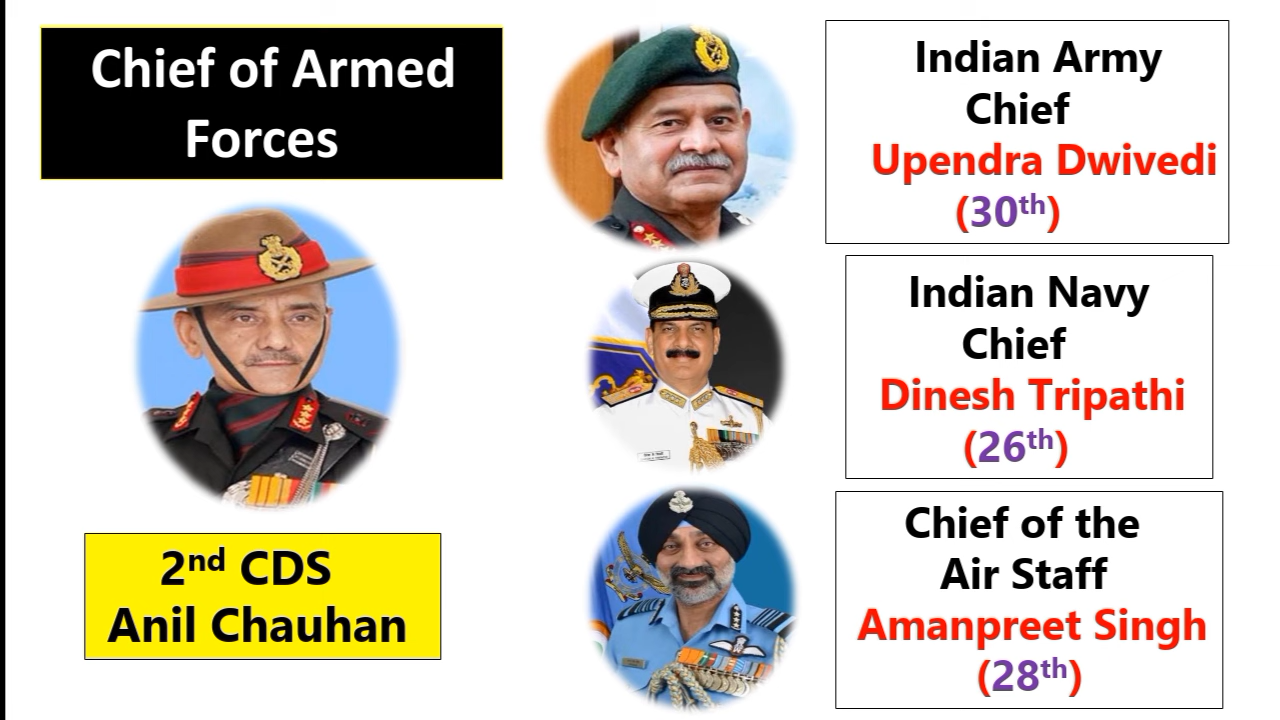 Chief of Armed
Forces
2nd CDS
Anil Chauhan
Indian Army
Chief
Upendra Dwivedi
(30th)
Indian Navy
Chief
Dinesh Tripathi
(26th)
Chief of the
Air Staff
Amanpreet Singh
(28th)